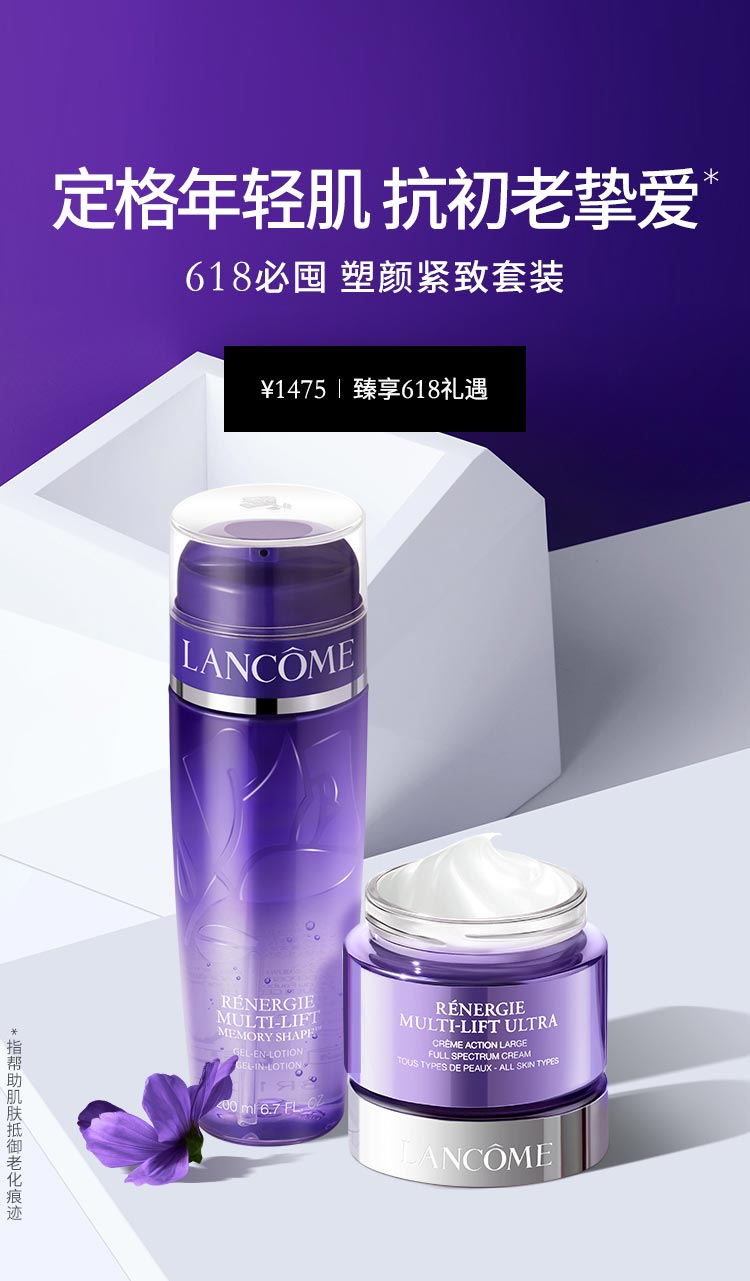 定格年轻肌 抗初老挚爱*
618必囤 塑颜紧致套装
¥1475 | 臻享618礼遇
LANCÔME
RÉNERGIE
MULTI-LIFT
MEMORY SHAPE™
GEL-EN-LOTION
GEL-IN-LOTION
200 ml 6.7 FL. OZ
RÉNERGIE
MULTI-LIFT ULTRA
CRÈME ACTION LARGE
FULL SPECTRUM CREAM
TOUS TYPES DE PEAUX - ALL SKIN TYPES
LANCÔME
*指帮助肌肤抵御老化痕迹